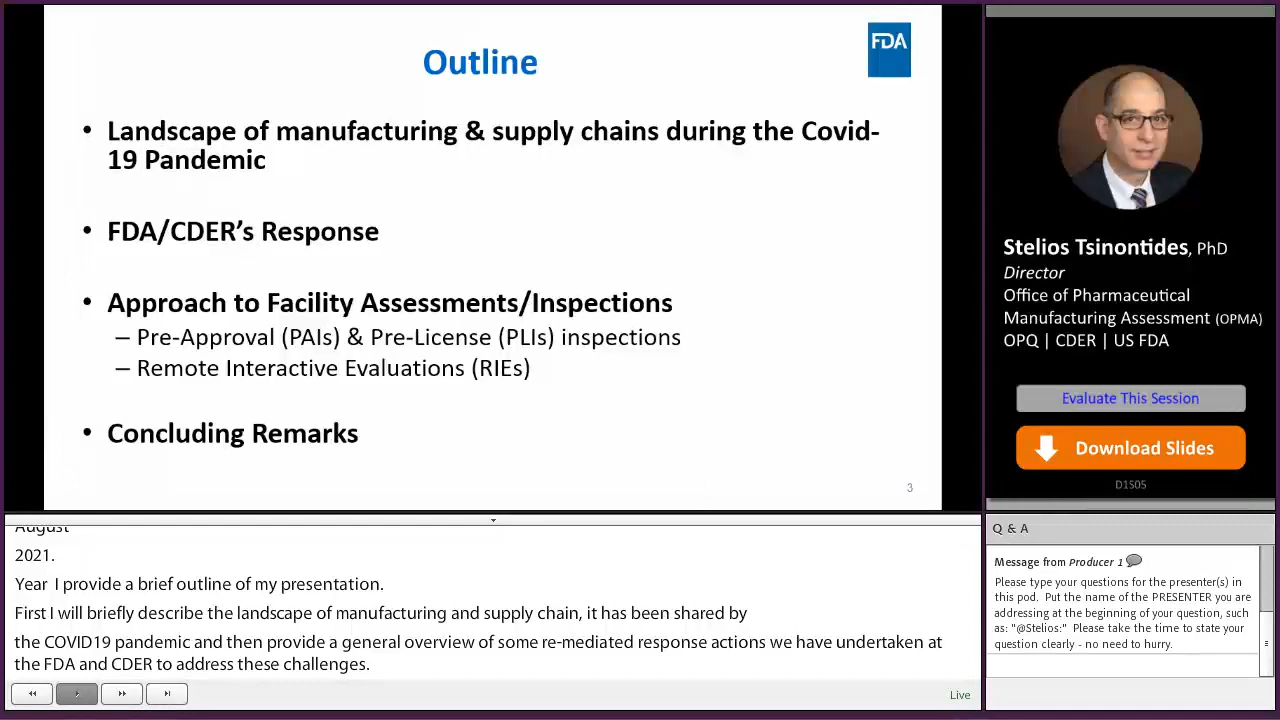 Outline
FDA
• Landscape of manufacturing & supply chains during the Covid-
19 Pandemic
• FDA/CDER’s Response
• Approach to Facility Assessments/Inspections
– Pre-Approval (PAIs) & Pre-License (PLIs) inspections
– Remote Interactive Evaluations (RIEs)
• Concluding Remarks
3
Stelios Tsinontides, PhD
Director
Office of Pharmaceutical
Manufacturing Assessment (OPMA)
OPQ | CDER | US FDA
Evaluate This Session
Download Slides
D1S05
August
2021.
Year  I provide a brief outline of my presentation.
First I will briefly describe the landscape of manufacturing and supply chain, it has been shared by
the COVID19 pandemic and then provide a general overview of some re-mediated response actions we have undertaken at
the FDA and CDER to address these challenges.
Live
Q & A
Message from Producer 1
Please type your questions for the presenter(s) in
this pod.  Put the name of the PRESENTER you are
addressing at the beginning of your question, such
as: "@Stelios:"  Please take the time to state your
question clearly - no need to hurry.